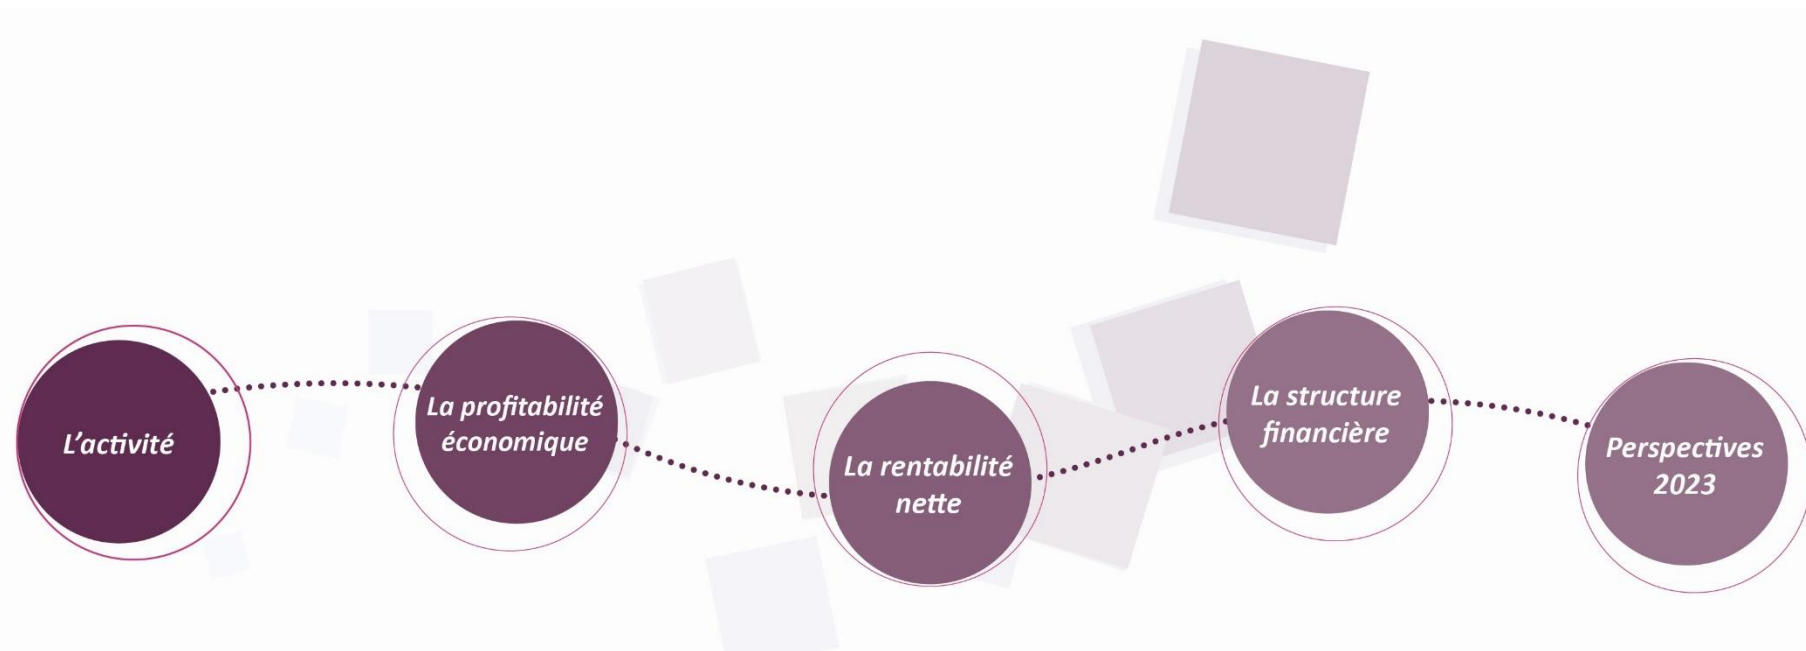 L’activité
La profitabilité
économique
La rentabilité
nette
La structure
financière
Perspectives
2023